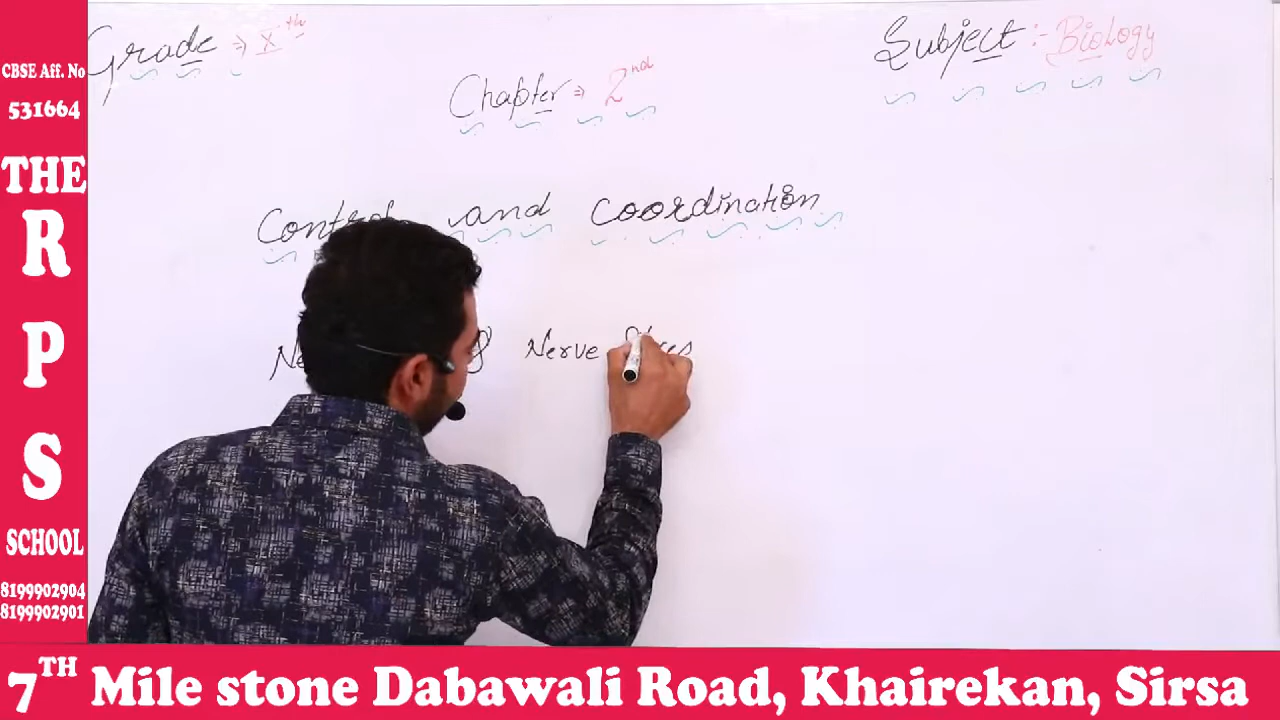 Grade ⇒ Xth
Subject :- Biology
Chapter ⇒ 2nd
Control and coordination
Nerve
CBSE Aff. No
531664
THE
R
P
S
SCHOOL
8199902904
8199902901
7TH Mile stone Dabawali Road, Khairekan, Sirsa